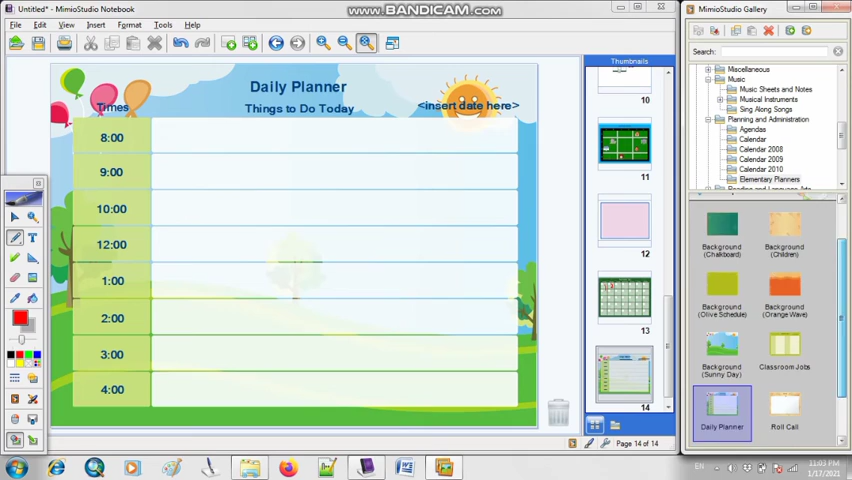 www.BANDICAM.com
Untitled* - MimioStudio Notebook
File Edit View Insert Format Tools Help
Daily Planner
Times
Things to Do Today
<insert date here>
8:00
9:00
10:00
12:00
1:00
2:00
3:00
4:00
Thumbnails
10
11
12
13
14
Page 14 of 14
MimioStudio Gallery
Search:
Miscellaneous
Music
Music Sheets and Notes
Musical Instruments
Sing Along Songs
Planning and Administration
Agendas
Calendar
Calendar 2008
Calendar 2009
Calendar 2010
Elementary Planners
Background (Chalkboard)
Background (Children)
Background (Olive Schedule)
Background (Orange Wave)
Background (Sunny Day)
Classroom Jobs
Daily Planner
Roll Call
EN
11:03 PM
1/17/2021